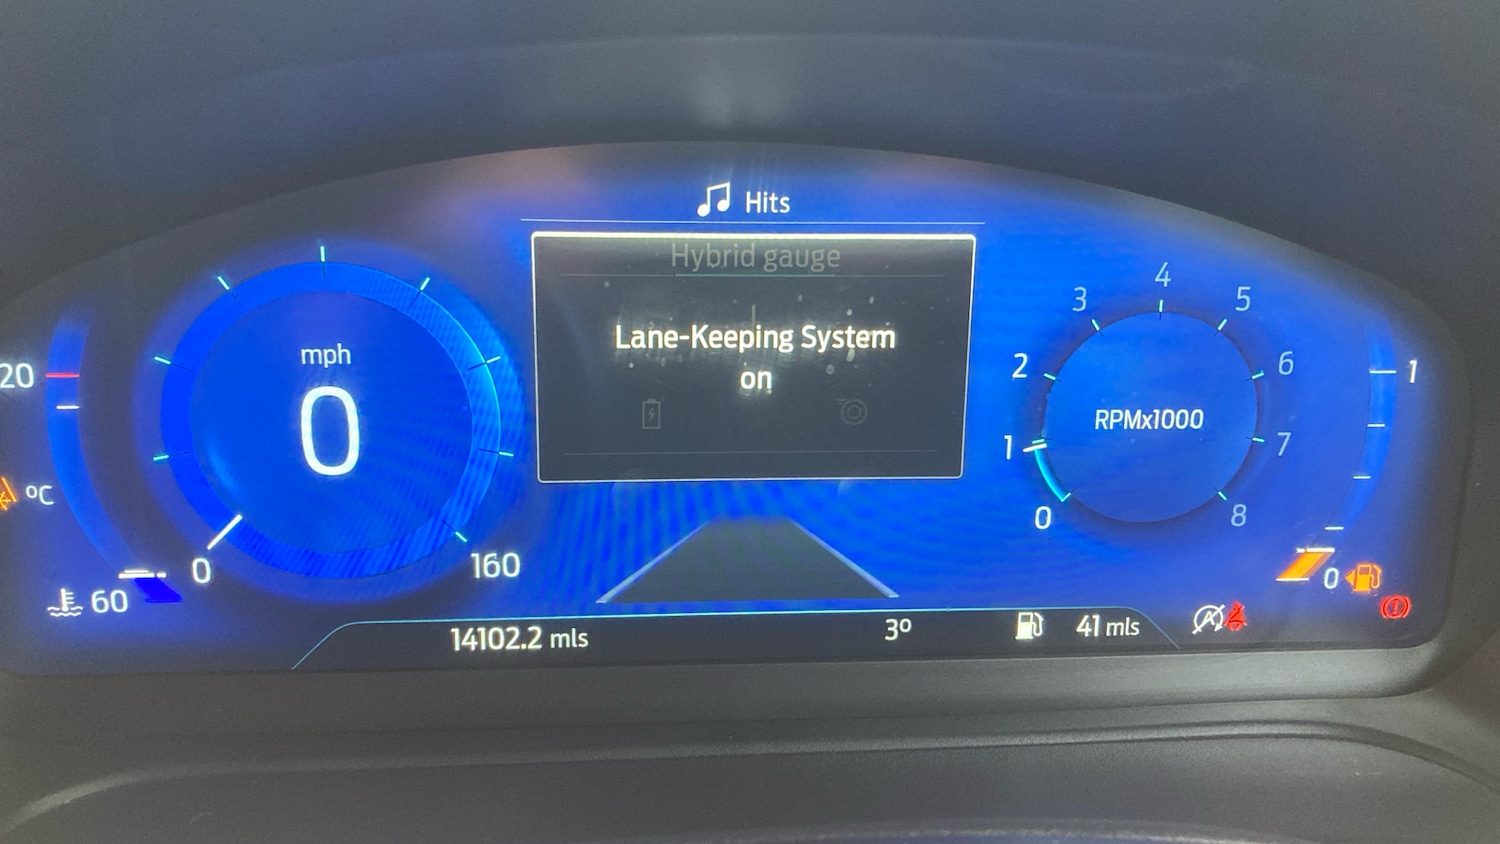 Hits
Hybrid gauge
Lane-Keeping System
on
mph
0
0
160
20
°C
60
RPMx1000
0
1
2
3
4
5
6
7
8
1
0
14102.2 mls
3°
41 mls